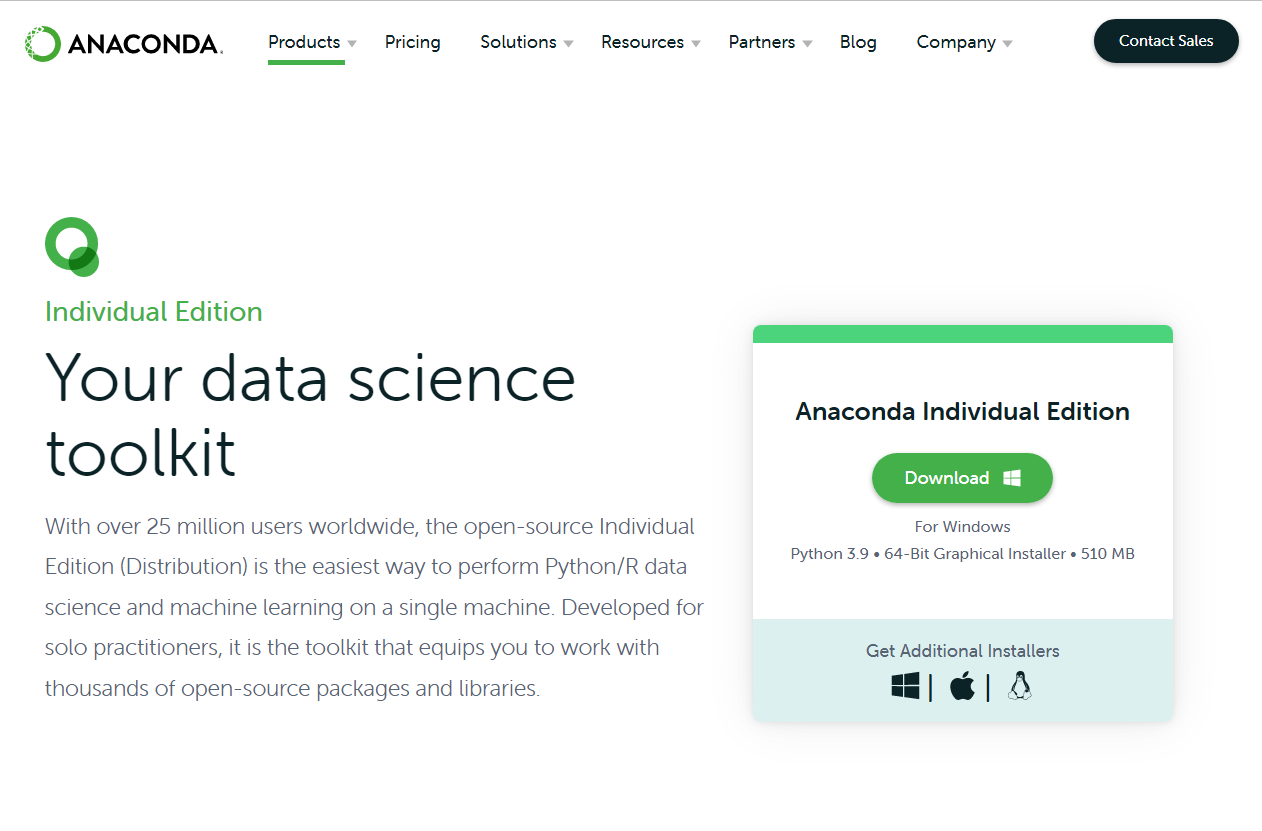 ANACONDA.
Products
Pricing
Solutions
Resources
Partners
Blog
Company
Contact Sales
Individual Edition
Your data science
toolkit
With over 25 million users worldwide, the open-source Individual
Edition (Distribution) is the easiest way to perform Python/R data
science and machine learning on a single machine. Developed for
solo practitioners, it is the toolkit that equips you to work with
thousands of open-source packages and libraries.
Anaconda Individual Edition
Download
For Windows
Python 3.9 • 64-Bit Graphical Installer • 510 MB
Get Additional Installers